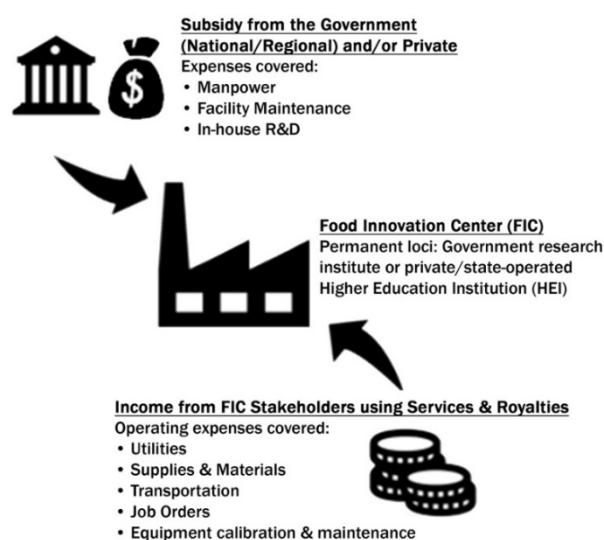 Subsidy from the Government
(National/Regional) and/or Private
Expenses covered:
• Manpower
• Facility Maintenance
• In-house R&D
$
Food Innovation Center (FIC)
Permanent loci: Government research
institute or private/state-operated
Higher Education Institution (HEI)
Income from FIC Stakeholders using Services & Royalties
Operating expenses covered:
• Utilities
• Supplies & Materials
• Transportation
• Job Orders
• Equipment calibration & maintenance